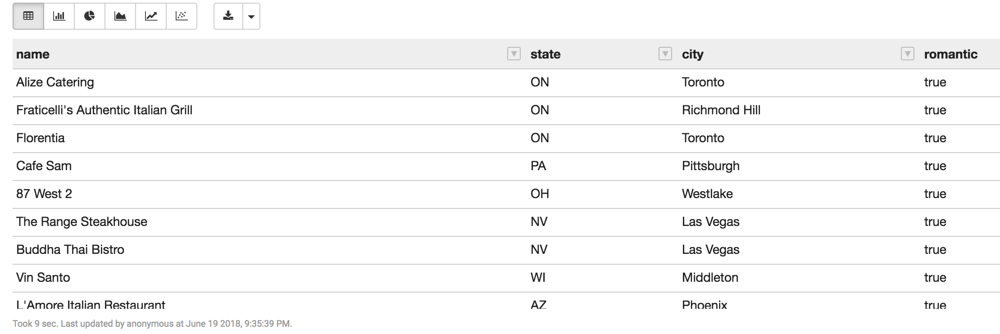 name state city romantic
Alize Catering ON Toronto true
Fraticelli's Authentic Italian Grill ON Richmond Hill true
Florentia ON Toronto true
Cafe Sam PA Pittsburgh true
87 West 2 OH Westlake true
The Range Steakhouse NV Las Vegas true
Buddha Thai Bistro NV Las Vegas true
Vin Santo WI Middleton true
L'Amore Italian Restaurant AZ Phoenix true
Took 9 sec. Last updated by anonymous at June 19 2018, 9:35:39 PM.